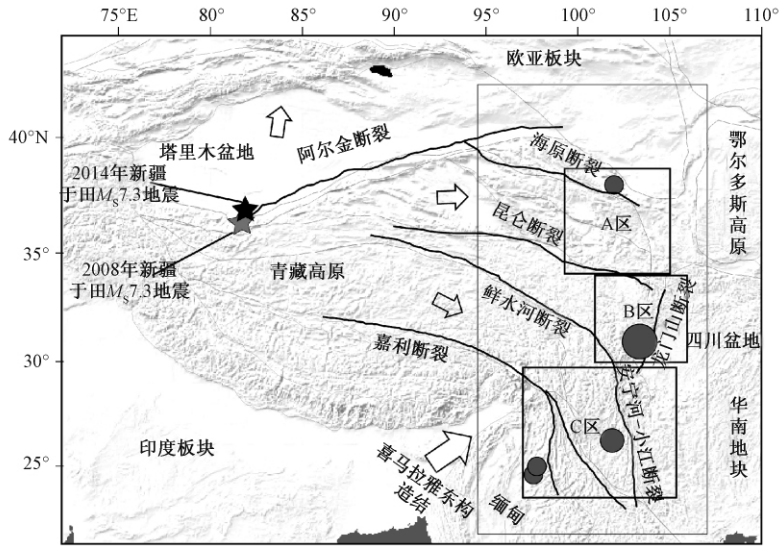 75°E 80° 85° 90° 95° 100° 105° 110°
欧亚板块
40°N
塔里木盆地
阿尔金断裂
海原断裂
鄂尔多斯高原
2014年新疆
于田MS7.3地震
A区
昆仑断裂
35°
2008年新疆
于田MS7.3地震
青藏高原
鲜水河断裂
B区
龙门山断裂
四川盆地
30°
嘉利断裂
安宁河-小江断裂
C区
华南地块
印度板块
25°
喜马拉雅东构
造结
缅甸